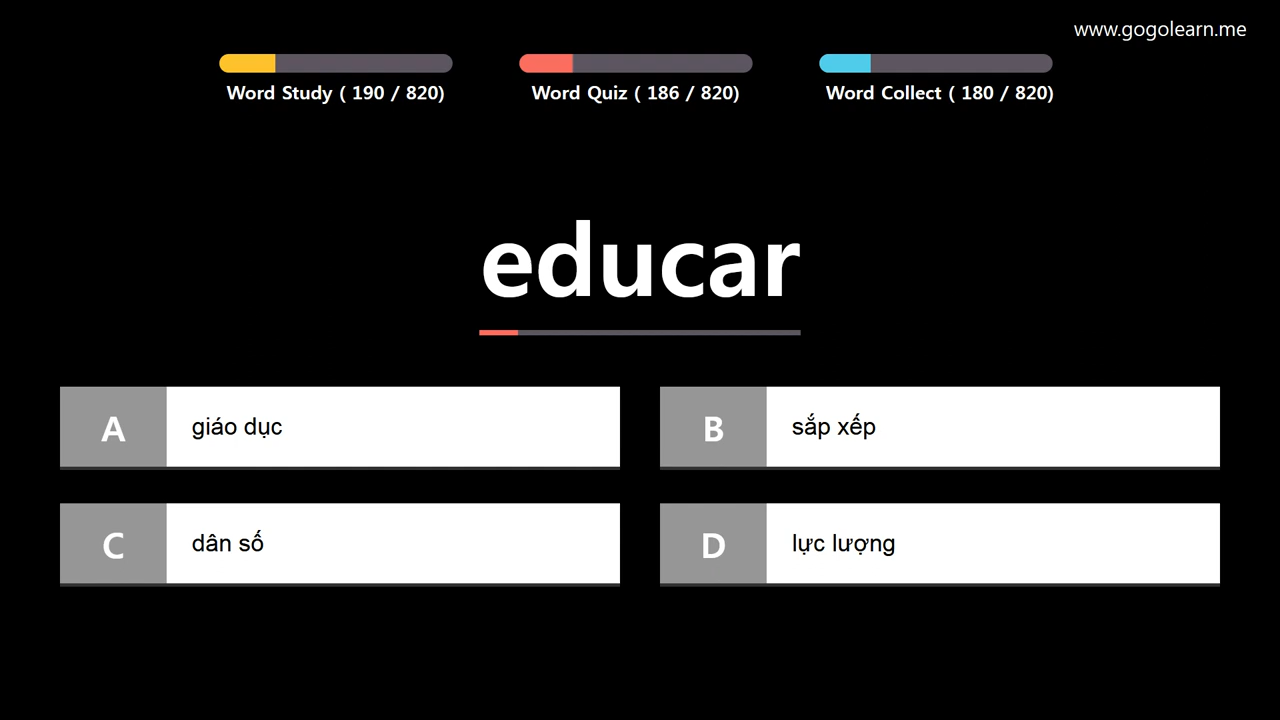 www.gogolearn.me
Word Study ( 190 / 820)
Word Quiz ( 186 / 820)
Word Collect ( 180 / 820)
educar
A giáo dục
B sắp xếp
C dân số
D lực lượng